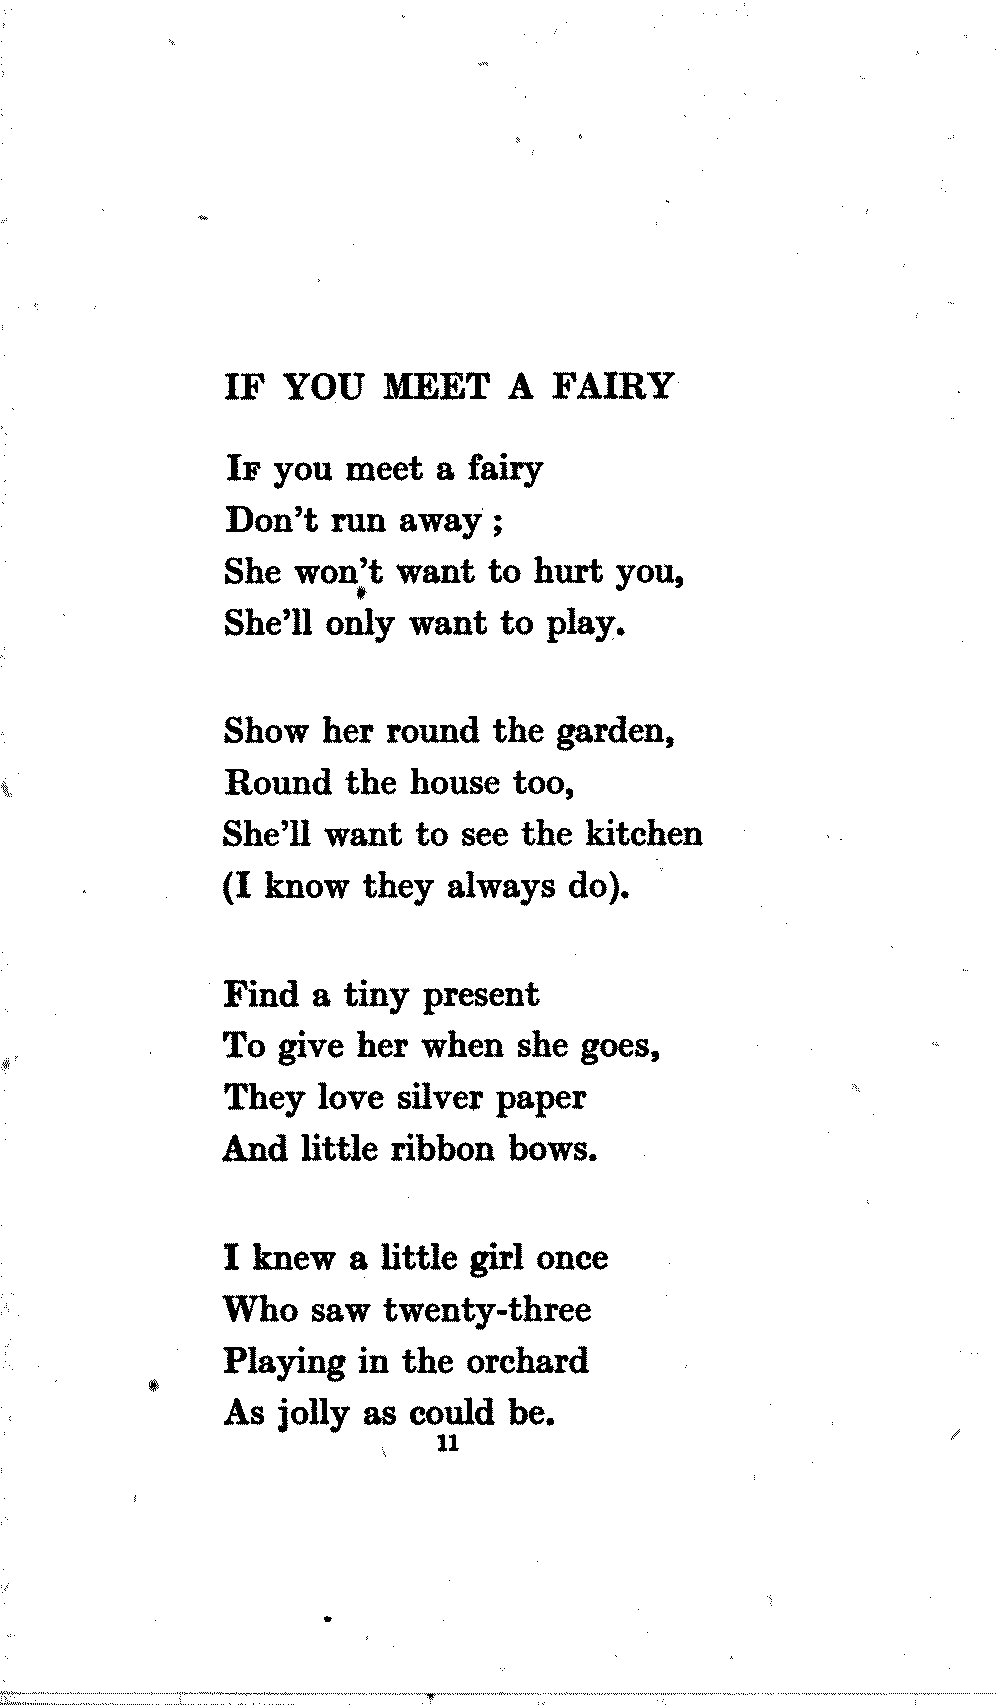 IF YOU MEET A FAIRY
IF you meet a fairy
Don't run away ;
She won't want to hurt you,
She'll only want to play.
Show her round the garden,
Round the house too,
She'll want to see the kitchen
(I know they always do).
Find a tiny present
To give her when she goes,
They love silver paper
And little ribbon bows.
I knew a little girl once
Who saw twenty-three
Playing in the orchard
As jolly as could be.
11